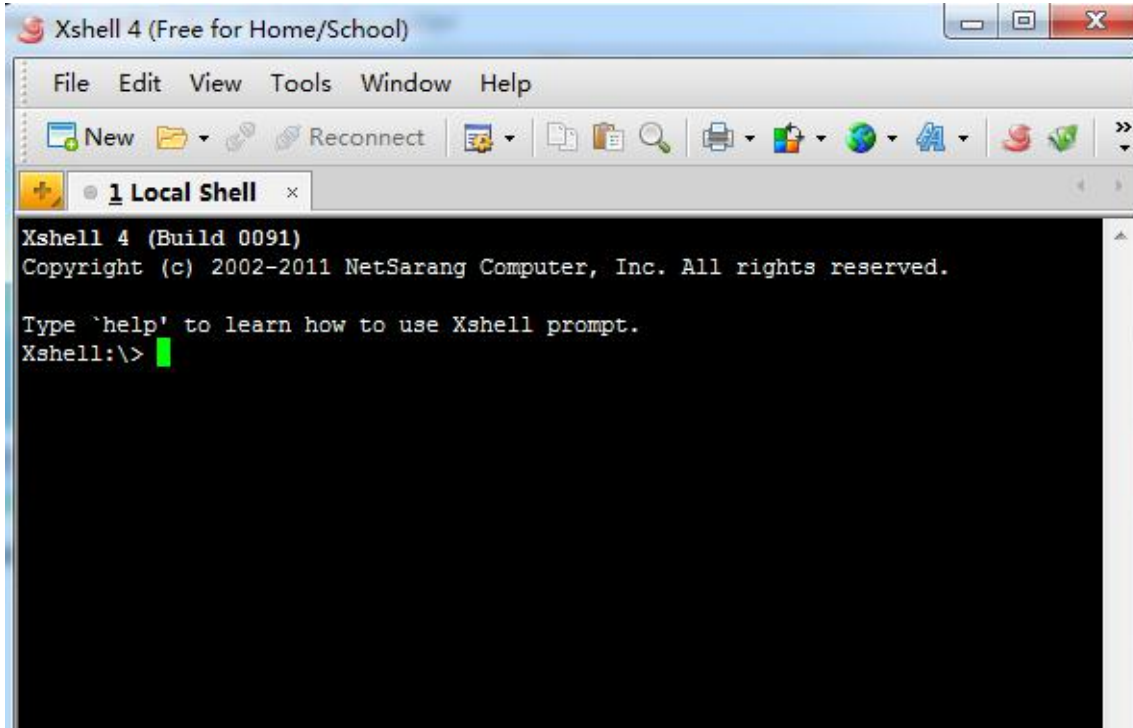 Xshell 4 (Free for Home/School)
File Edit View Tools Window Help
New Reconnect
1 Local Shell
Xshell 4 (Build 0091)
Copyright (c) 2002-2011 NetSarang Computer, Inc. All rights reserved.
Type `help' to learn how to use Xshell prompt.
Xshell:\>